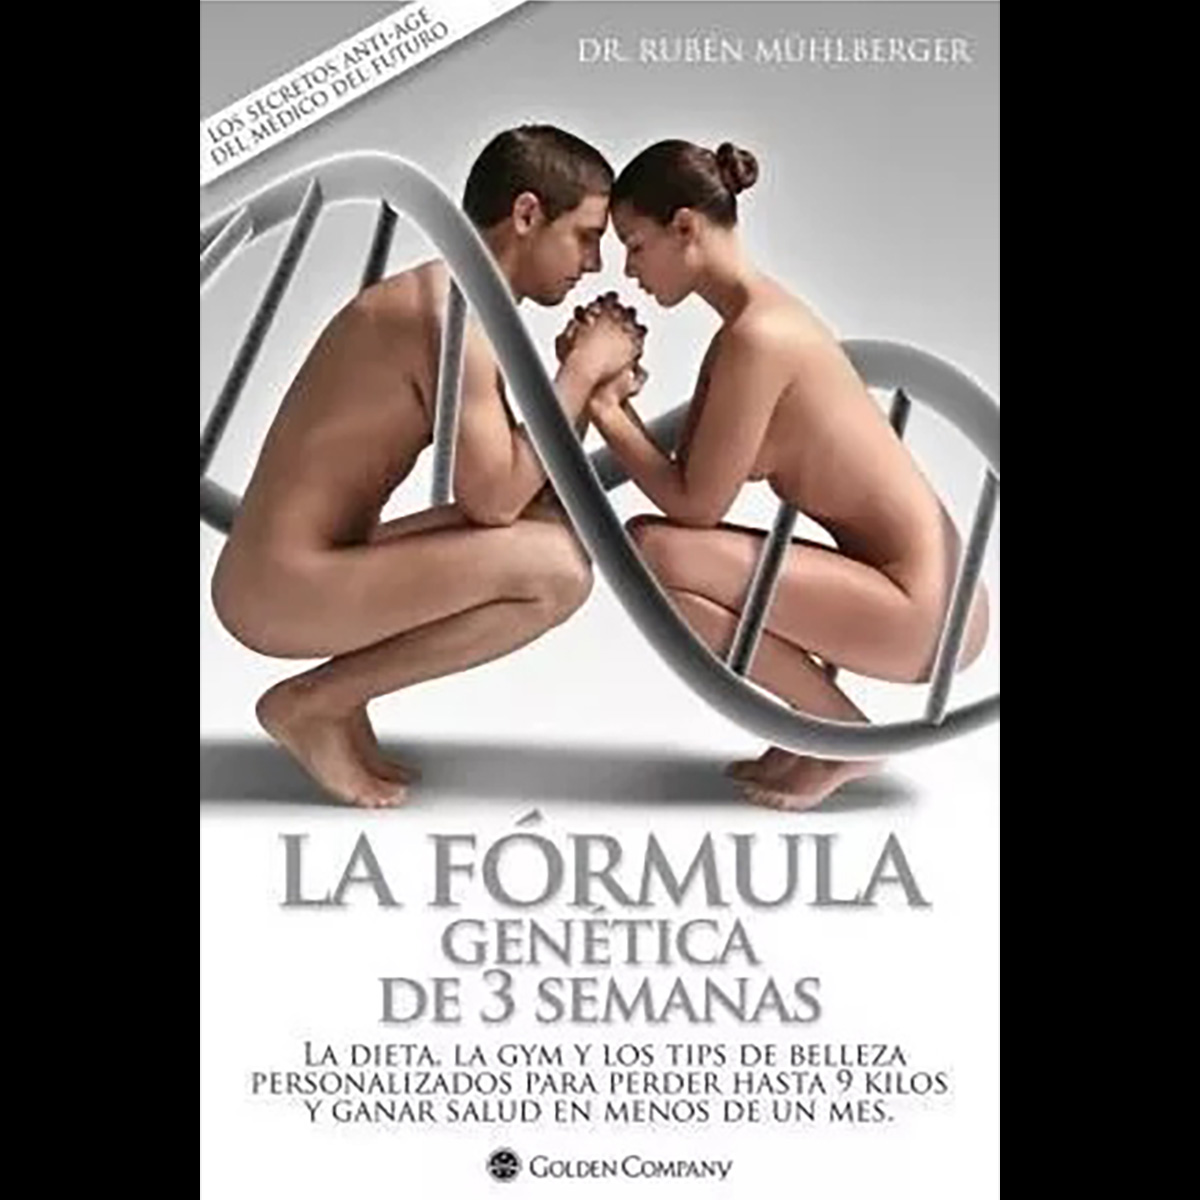 LOS SECRETOS ANTI-AGE
DEL MÉDICO DEL FUTURO
DR. RUBÉN MÜHLBERGER
LA FÓRMULA
GENÉTICA
DE 3 SEMANAS
LA DIETA, LA GYM Y LOS TIPS DE BELLEZA
PERSONALIZADOS PARA PERDER HASTA 9 KILOS
Y GANAR SALUD EN MENOS DE UN MES.
GOLDEN COMPANY